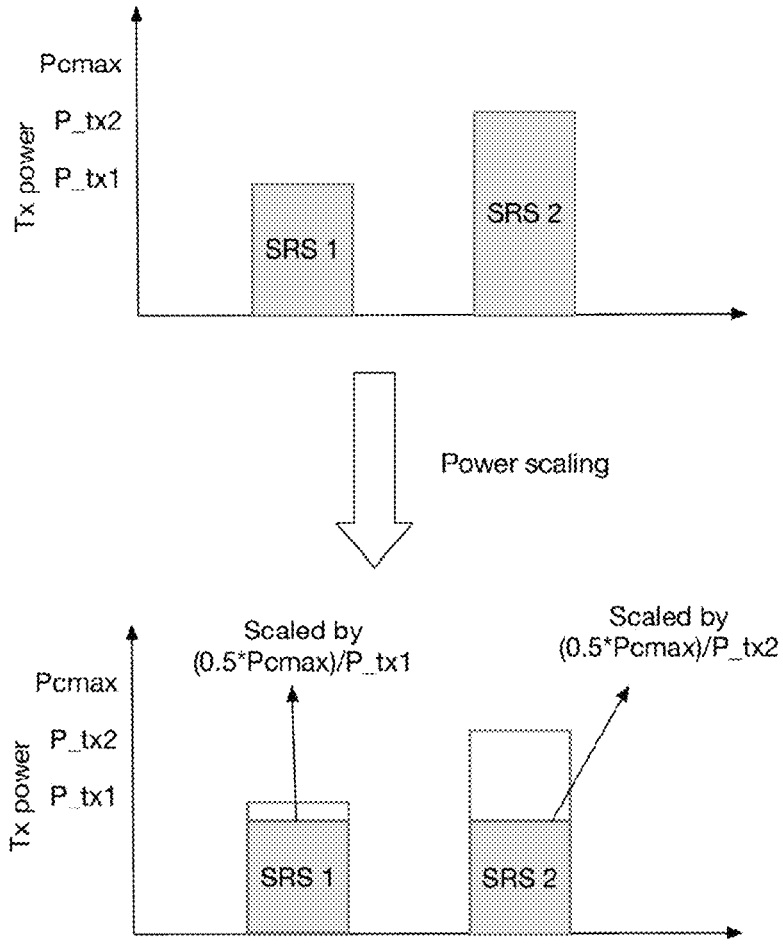 Tx power
Pcmax
P_tx2
P_tx1
SRS 1
SRS 2
Power scaling
Scaled by
(0.5*Pcmax)/P_tx1
Scaled by
(0.5*Pcmax)/P_tx2
Tx power
Pcmax
P_tx2
P_tx1
SRS 1
SRS 2